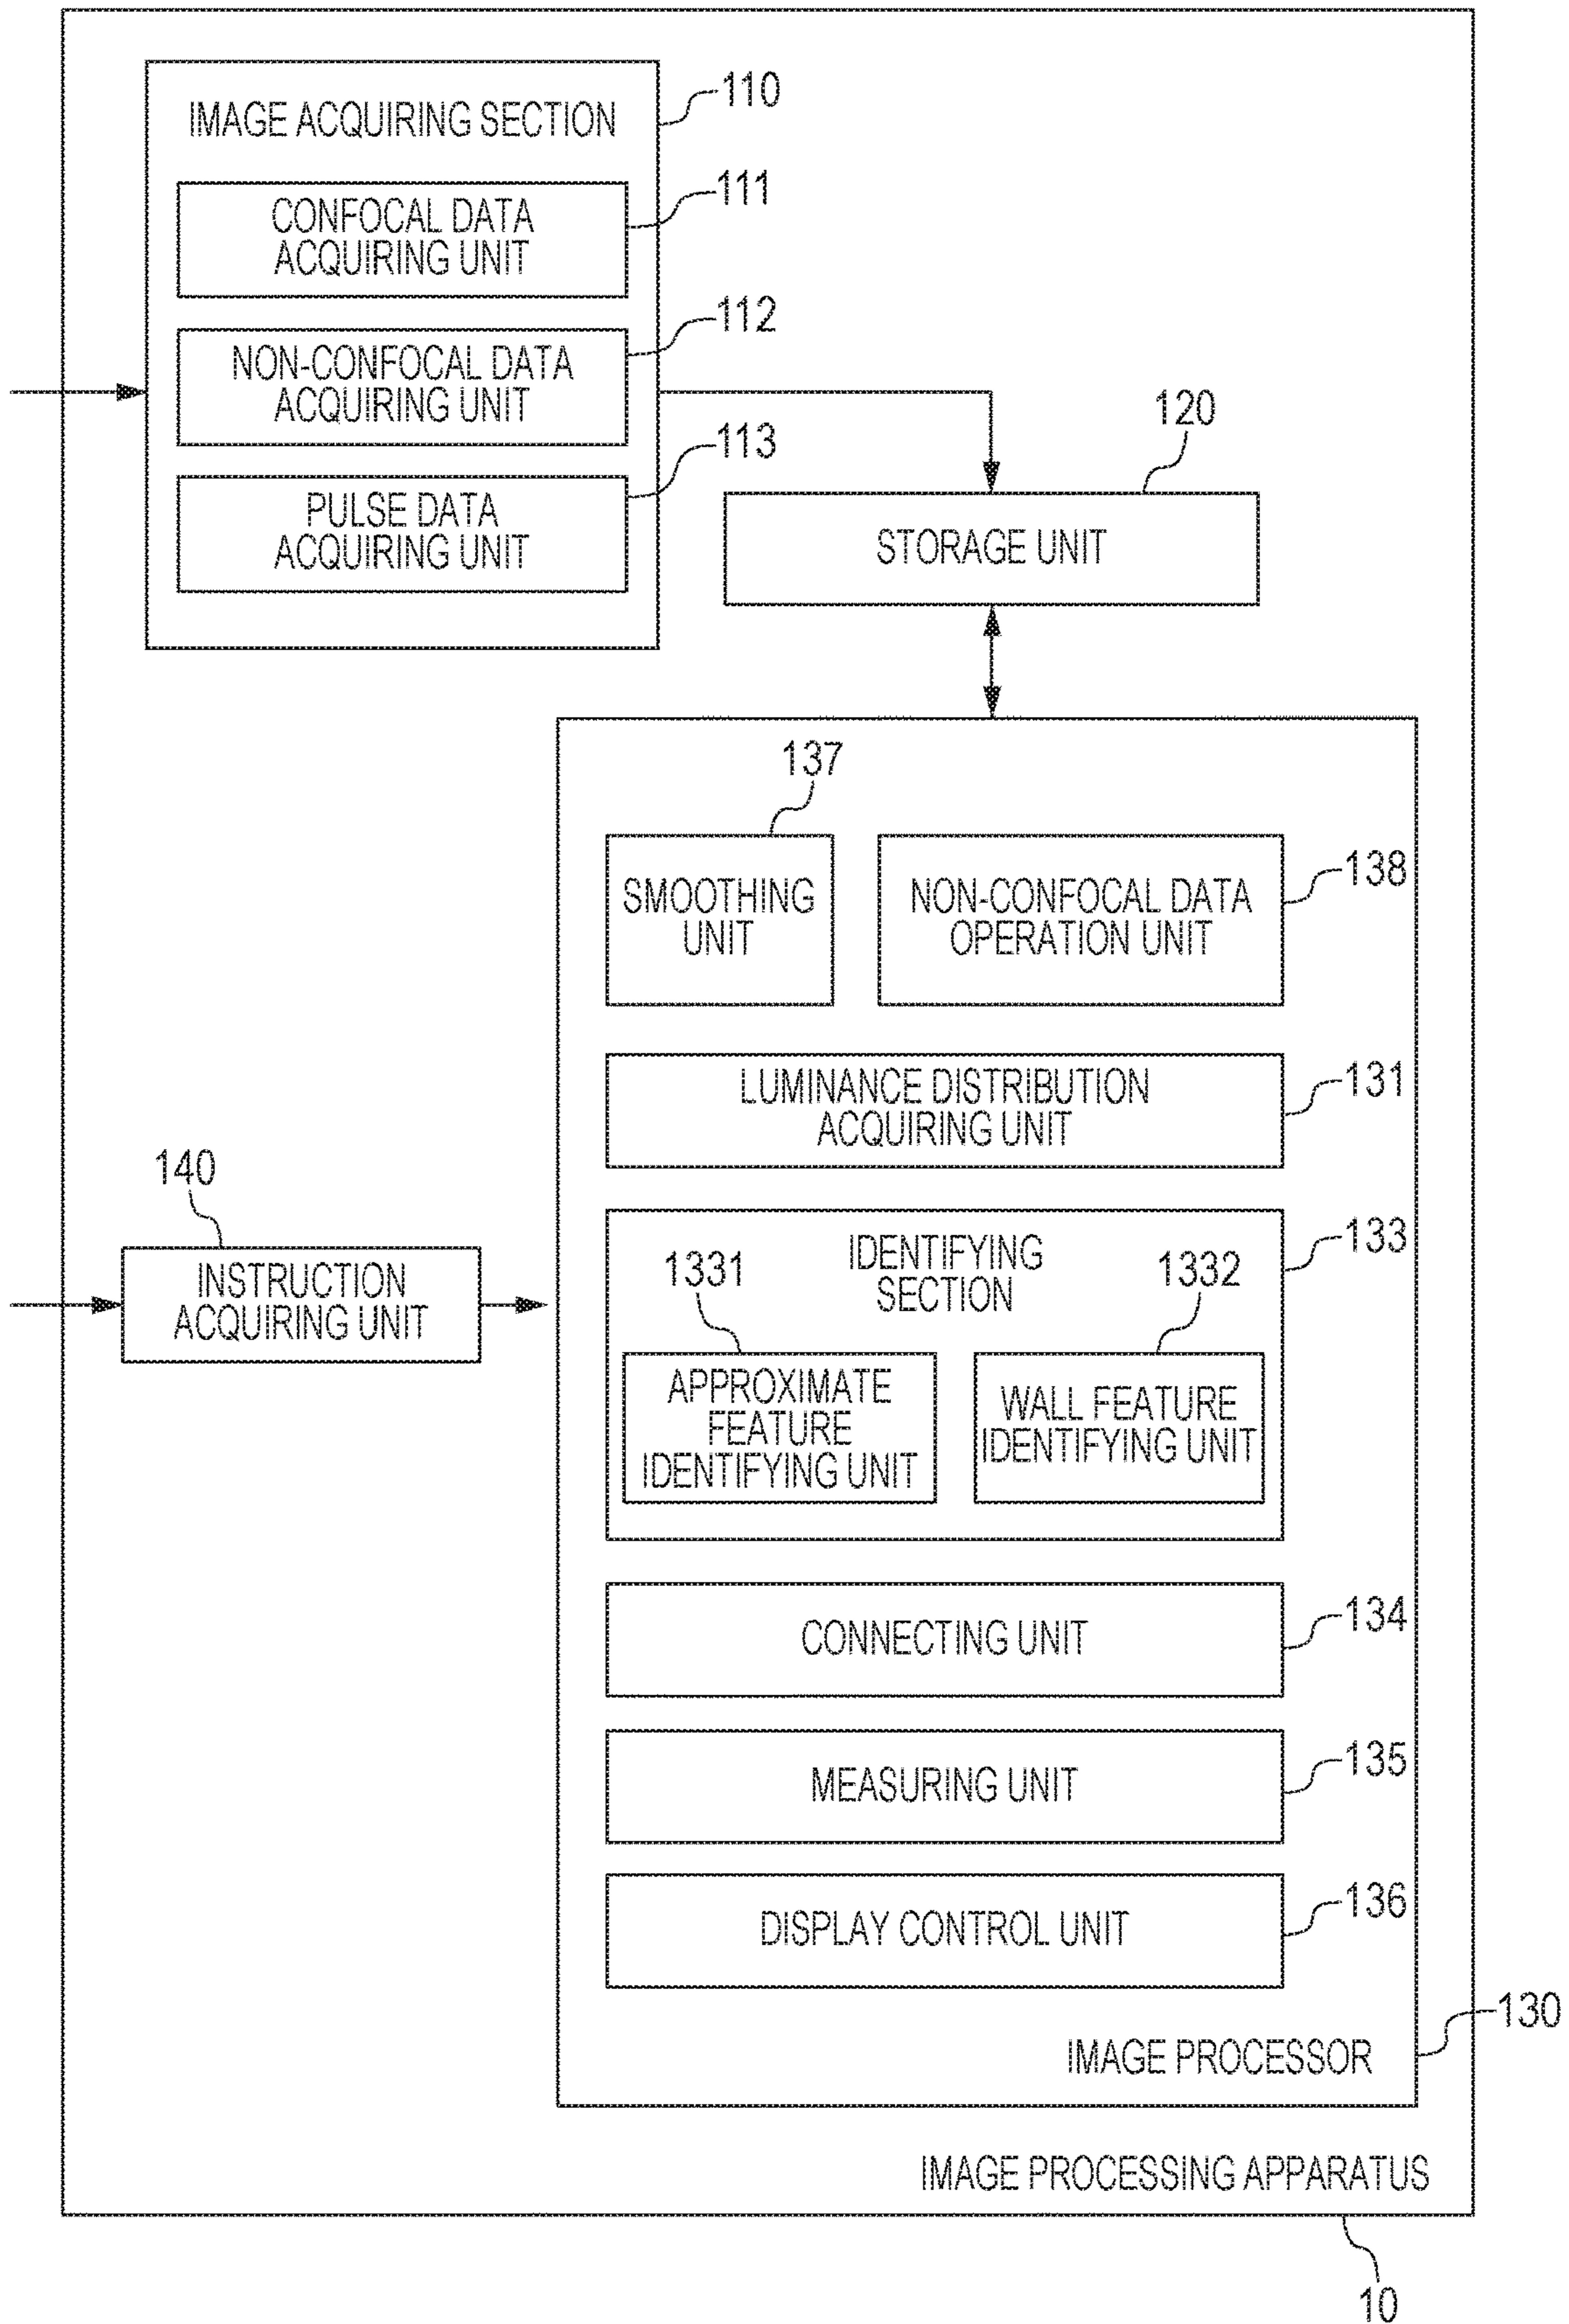 110
IMAGE ACQUIRING SECTION
111
CONFOCAL DATA
ACQUIRING UNIT
112
NON-CONFOCAL DATA
ACQUIRING UNIT
113
PULSE DATA
ACQUIRING UNIT
120
STORAGE UNIT
137
SMOOTHING
UNIT
138
NON-CONFOCAL DATA
OPERATION UNIT
131
LUMINANCE DISTRIBUTION
ACQUIRING UNIT
140
INSTRUCTION
ACQUIRING UNIT
133
IDENTIFYING
SECTION
1331
1332
APPROXIMATE
FEATURE
IDENTIFYING UNIT
WALL FEATURE
IDENTIFYING UNIT
134
CONNECTING UNIT
135
MEASURING UNIT
136
DISPLAY CONTROL UNIT
130
IMAGE PROCESSOR
IMAGE PROCESSING APPARATUS
10